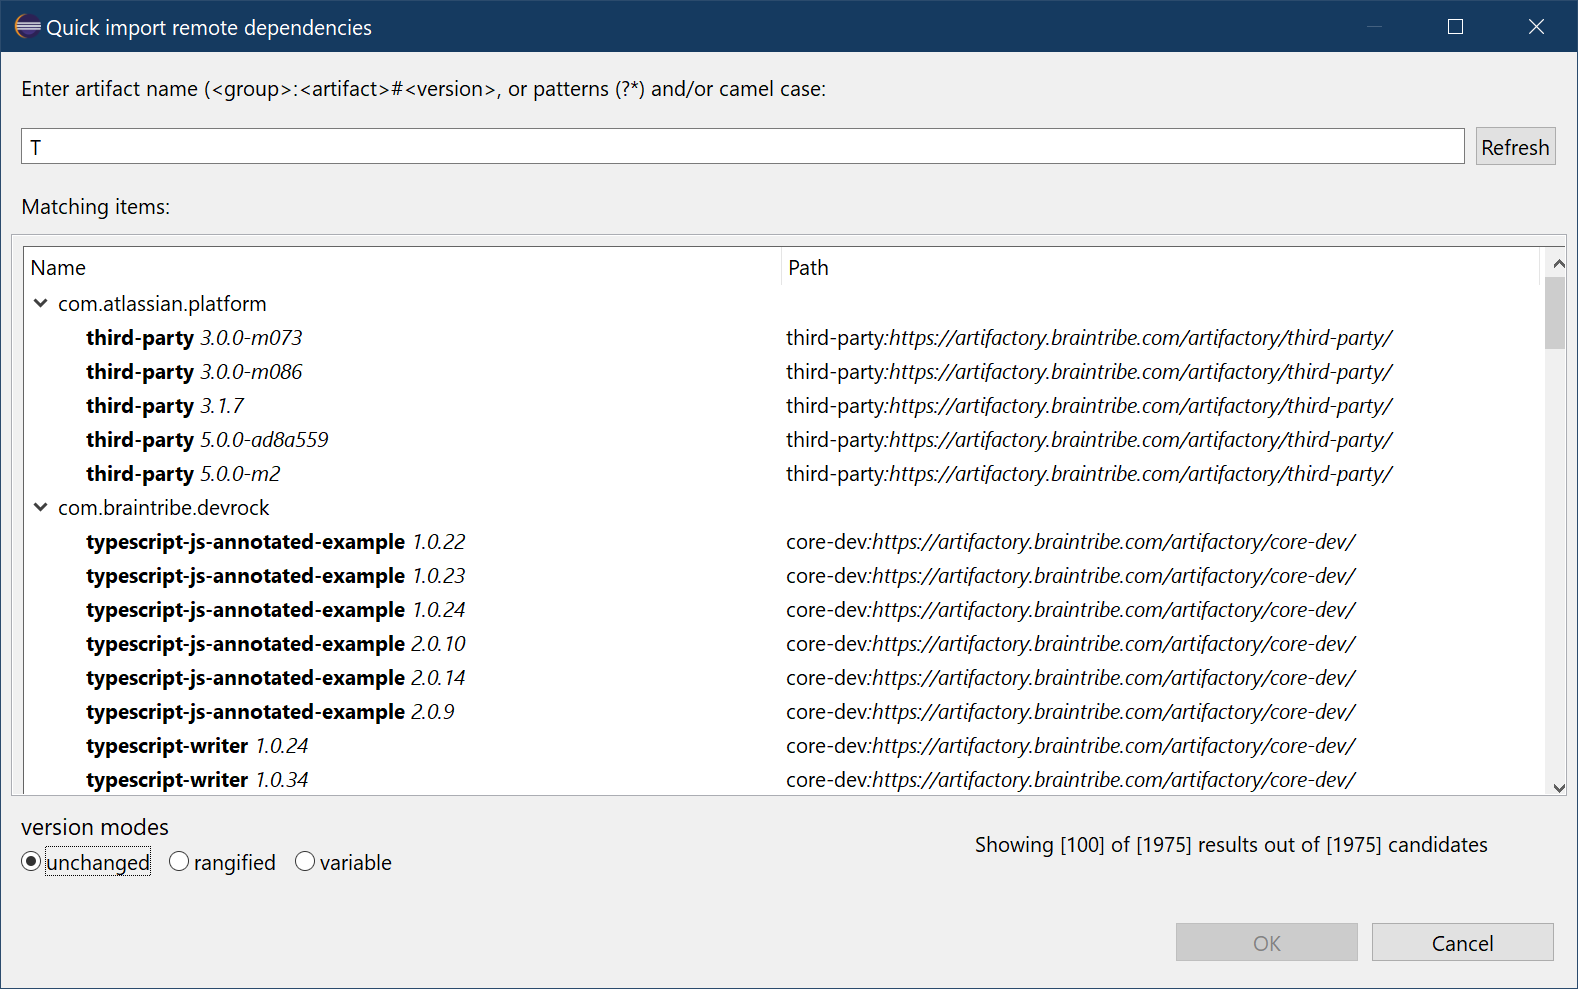 Quick import remote dependencies
Enter artifact name (<group>:<artifact>#<version>, or patterns (?*) and/or camel case:
T
Refresh
Matching items:
Name Path
com.atlassian.platform
third-party 3.0.0-m073 third-party:https://artifactory.braintribe.com/artifactory/third-party/
third-party 3.0.0-m086 third-party:https://artifactory.braintribe.com/artifactory/third-party/
third-party 3.1.7 third-party:https://artifactory.braintribe.com/artifactory/third-party/
third-party 5.0.0-ad8a559 third-party:https://artifactory.braintribe.com/artifactory/third-party/
third-party 5.0.0-m2 third-party:https://artifactory.braintribe.com/artifactory/third-party/
com.braintribe.devrock
typescript-js-annotated-example 1.0.22 core-dev:https://artifactory.braintribe.com/artifactory/core-dev/
typescript-js-annotated-example 1.0.23 core-dev:https://artifactory.braintribe.com/artifactory/core-dev/
typescript-js-annotated-example 1.0.24 core-dev:https://artifactory.braintribe.com/artifactory/core-dev/
typescript-js-annotated-example 2.0.10 core-dev:https://artifactory.braintribe.com/artifactory/core-dev/
typescript-js-annotated-example 2.0.14 core-dev:https://artifactory.braintribe.com/artifactory/core-dev/
typescript-js-annotated-example 2.0.9 core-dev:https://artifactory.braintribe.com/artifactory/core-dev/
typescript-writer 1.0.24 core-dev:https://artifactory.braintribe.com/artifactory/core-dev/
typescript-writer 1.0.34 core-dev:https://artifactory.braintribe.com/artifactory/core-dev/
version modes
unchanged rangified variable
Showing [100] of [1975] results out of [1975] candidates
OK Cancel